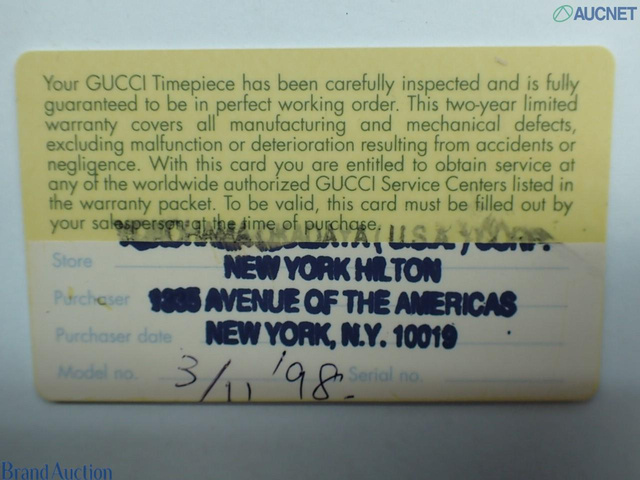 AUCNET
Your GUCCI Timepiece has been carefully inspected and is fully
guaranteed to be in perfect working order. This two-year limited
warranty covers all manufacturing and mechanical defects,
excluding malfunction or deterioration resulting from accidents or
negligence. With this card you are entitled to obtain service at
any of the worldwide authorized GUCCI Service Centers listed in
the warranty packet. To be valid, this card must be filled out by
your salesperson at the time of purchase.
(U.S.A.) CORP.
Store
NEW YORK HILTON
Purchaser
1335 AVENUE OF THE AMERICAS
Purchaser date
NEW YORK, N.Y. 10019
Model no.
3/11 '98.
Serial no.
Brand Auction